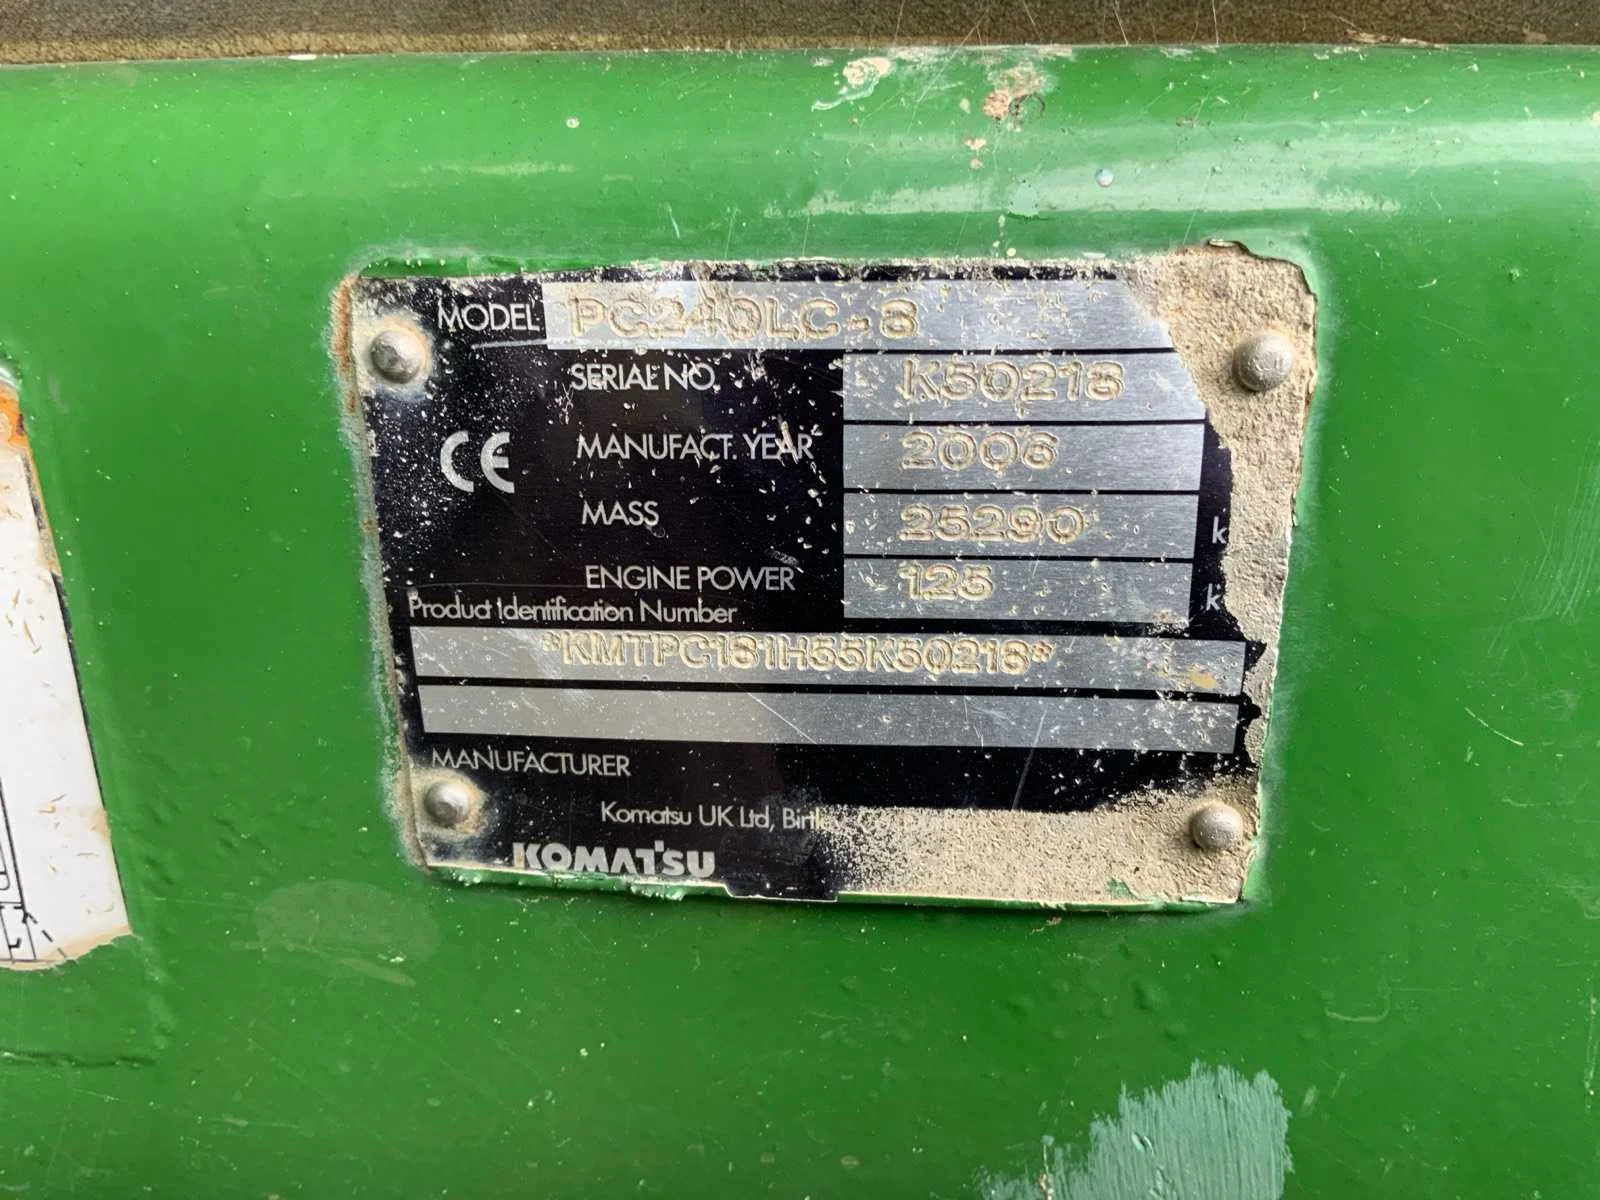 MODEL PC240LC-8
SERIAL NO. K50218
CE
MANUFACT. YEAR 2006
MASS 25290 k
ENGINE POWER 125 k
Product Identification Number
*KMTPC181H55K50218*
MANUFACTURER
Komatsu UK Ltd,
KOMATSU